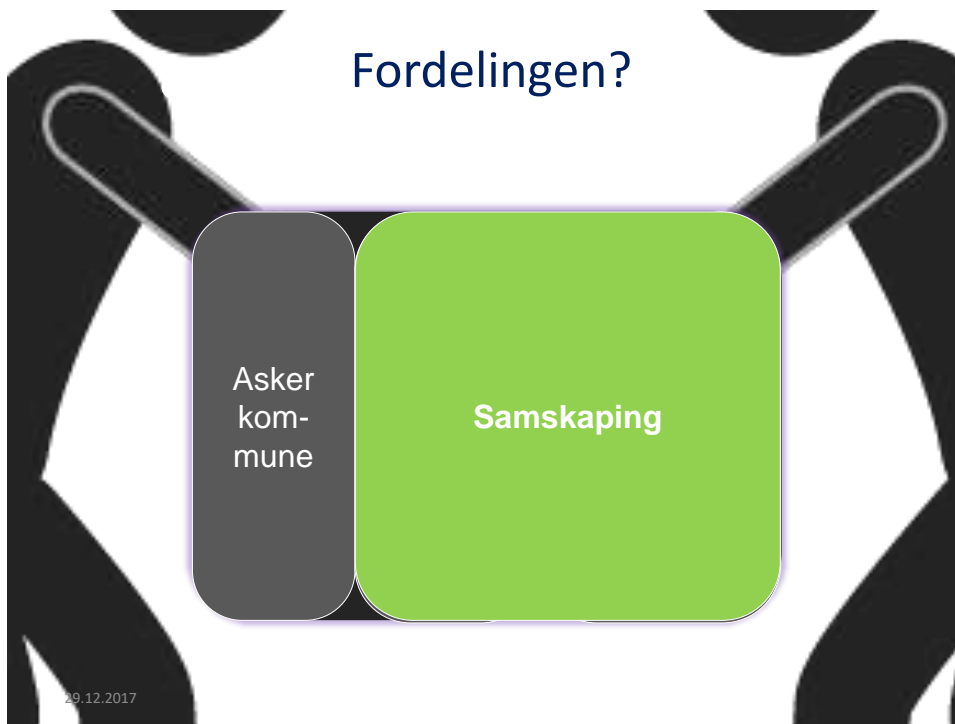 Fordelingen?
Asker
kom-
mune
Samskaping
29.12.2017